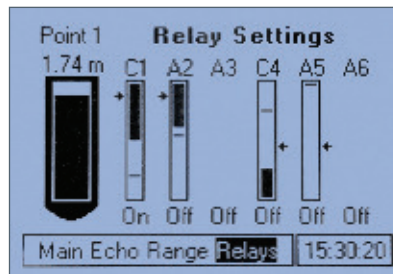 Point 1 Relay Settings
1.74 m C1 A2 A3 C4 A5 A6
On Off Off Off Off Off
Main Echo Range Relays 15:30:20